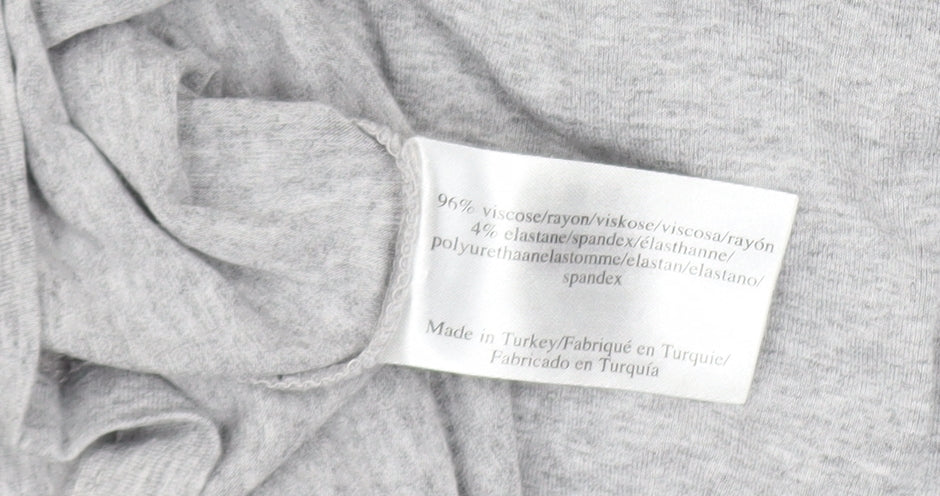 96% viscose/rayon/viskose/viscosa/rayón
4% elastane/spandex/élasthanne/
polyurethaanelastomme/elastan/elastano/
spandex
Made in Turkey/Fabriqué en Turquie/
Fabricado en Turquía